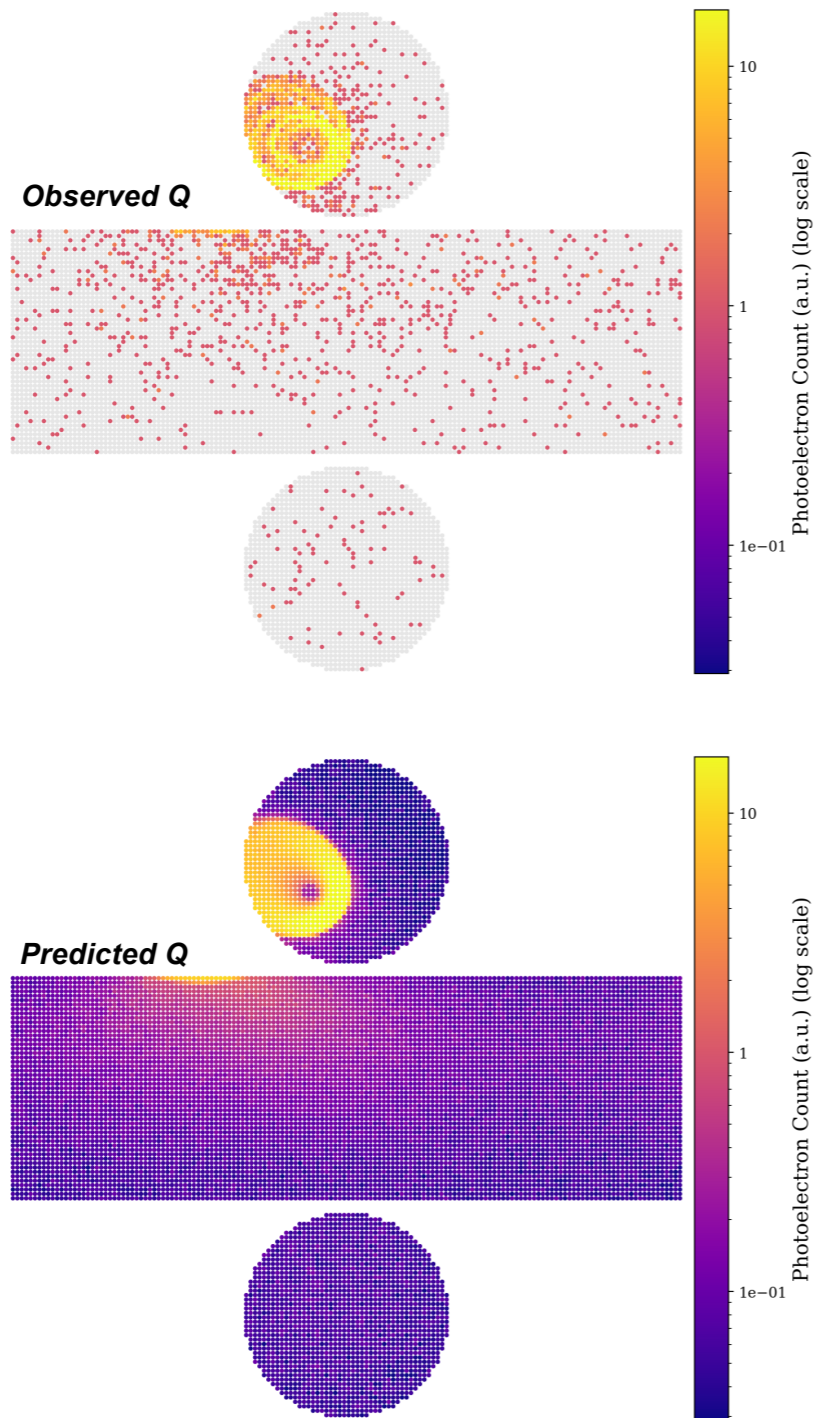 Observed Q
10
1
1e−01
Photoelectron Count (a.u.) (log scale)
Predicted Q
10
1
1e−01
Photoelectron Count (a.u.) (log scale)